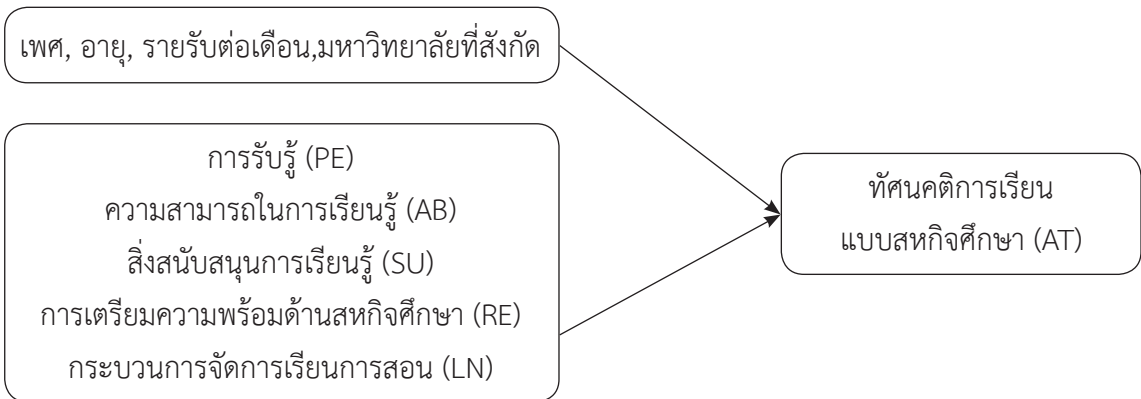 เพศ, อายุ, รายรับต่อเดือน,มหาวิทยาลัยที่สังกัด
การรับรู้ (PE)
ความสามารถในการเรียนรู้ (AB)
สิ่งสนับสนุนการเรียนรู้ (SU)
การเตรียมความพร้อมด้านสหกิจศึกษา (RE)
กระบวนการจัดการเรียนการสอน (LN)
ทัศนคติการเรียน
แบบสหกิจศึกษา (AT)